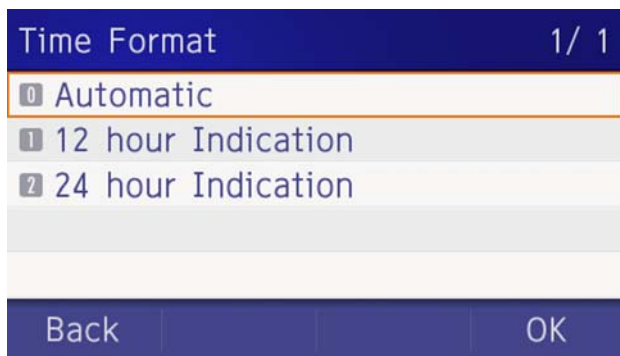 Time Format 1/ 1
0 Automatic
1 12 hour Indication
2 24 hour Indication
Back OK